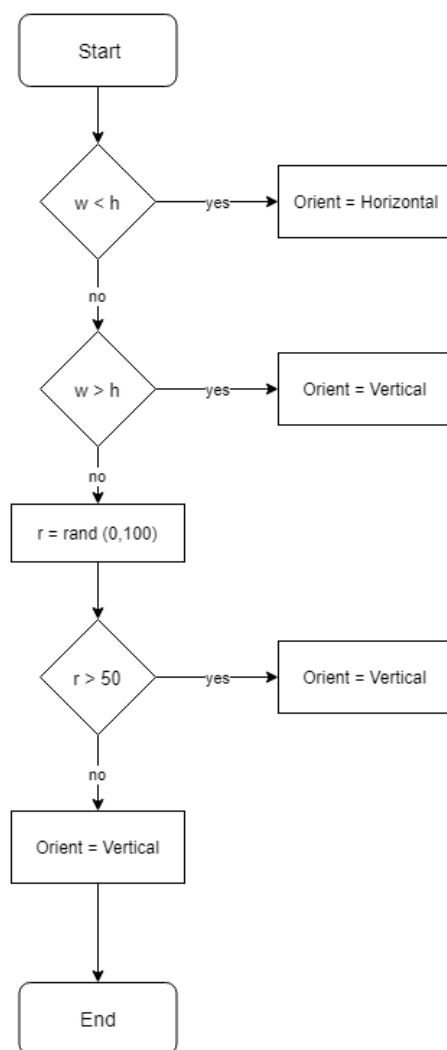 Start
w < h
yes
Orient = Horizontal
no
w > h
yes
Orient = Vertical
no
r = rand (0,100)
r > 50
yes
Orient = Vertical
no
Orient = Vertical
End